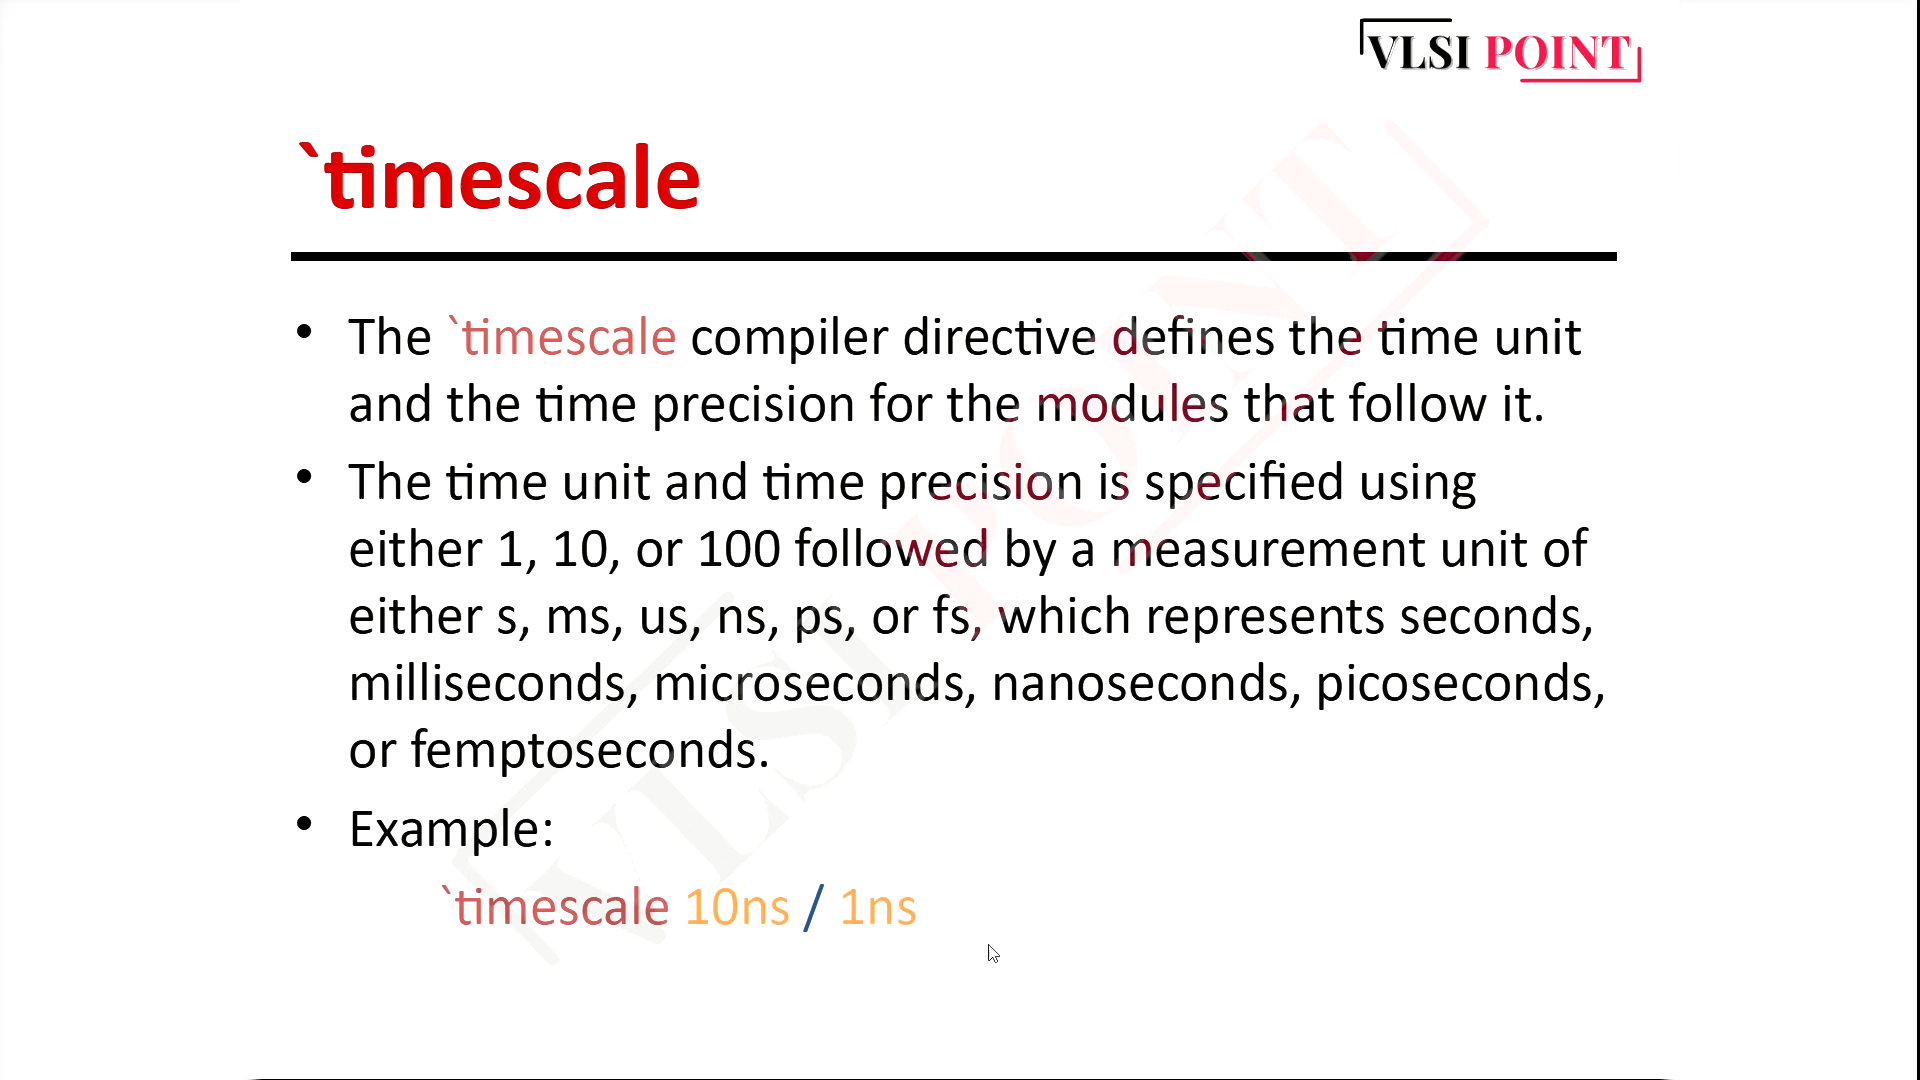 VLSI POINT
`timescale
• The `timescale compiler directive defines the time unit
and the time precision for the modules that follow it.
• The time unit and time precision is specified using
either 1, 10, or 100 followed by a measurement unit of
either s, ms, us, ns, ps, or fs, which represents seconds,
milliseconds, microseconds, nanoseconds, picoseconds,
or femptoseconds.
• Example:
`timescale 10ns / 1ns
VLSI POINT